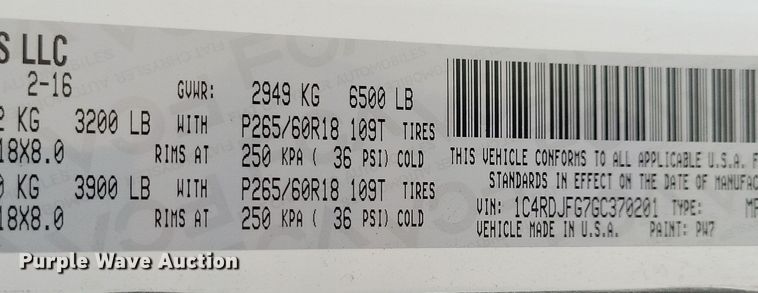 S LLC
2-16 GVWR: 2949 KG 6500 LB
KG 3200 LB WITH P265/60R18 109T TIRES
18X8.0 RIMS AT 250 KPA ( 36 PSI) COLD
KG 3900 LB WITH P265/60R18 109T TIRES
18X8.0 RIMS AT 250 KPA ( 36 PSI) COLD
THIS VEHICLE CONFORMS TO ALL APPLICABLE U.S.A. F
STANDARDS IN EFFECT ON THE DATE OF MANUFAC
VIN: 1C4RDJFG7GC370201 TYPE: MP
VEHICLE MADE IN U.S.A. PAINT: PW7
Purple Wave Auction